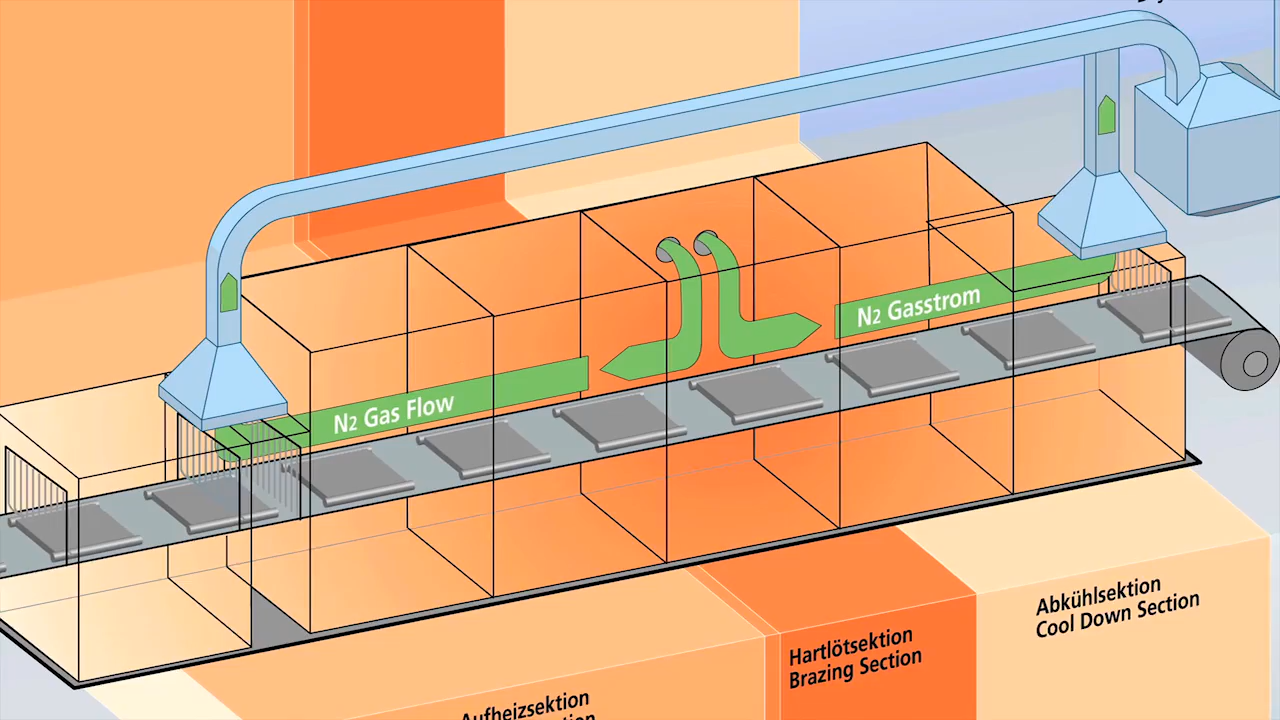 N2 Gasstrom
N2 Gas Flow
Abkühlsektion
Cool Down Section
Hartlötsektion
Brazing Section
Aufheizsektion